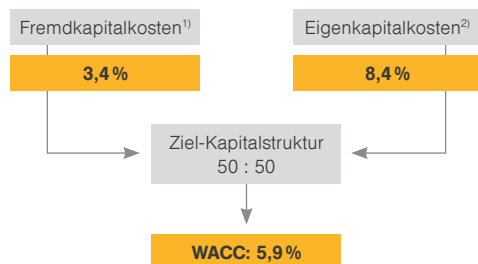 Fremdkapitalkosten¹⁾
Eigenkapitalkosten²⁾
3,4 %
8,4 %
Ziel-Kapitalstruktur
50 : 50
WACC: 5,9 %